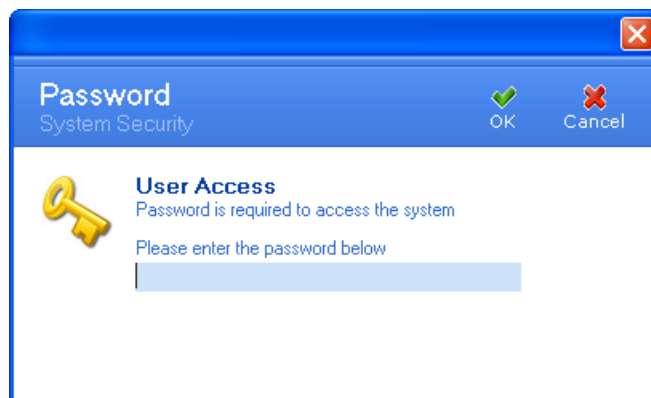 Password
System Security
OK
Cancel
User Access
Password is required to access the system
Please enter the password below